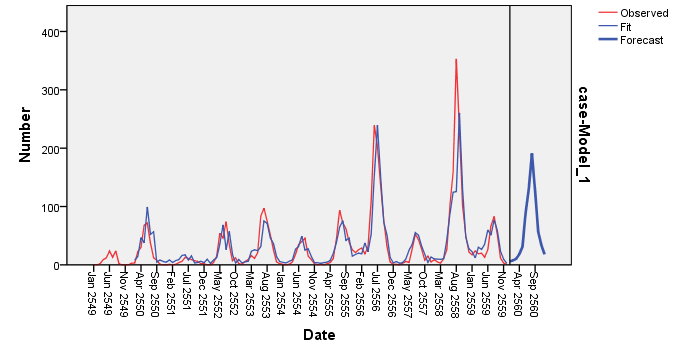 Observed
Fit
Forecast
400
300
200
100
0
Number
case-Model_1
Jan 2549
Jun 2549
Nov 2549
Apr 2550
Sep 2550
Feb 2551
Jul 2551
Dec 2551
May 2552
Oct 2552
Mar 2553
Aug 2553
Jan 2554
Jun 2554
Nov 2554
Apr 2555
Sep 2555
Feb 2556
Jul 2556
Dec 2556
May 2557
Oct 2557
Mar 2558
Aug 2558
Jan 2559
Jun 2559
Nov 2559
Apr 2560
Sep 2560
Date